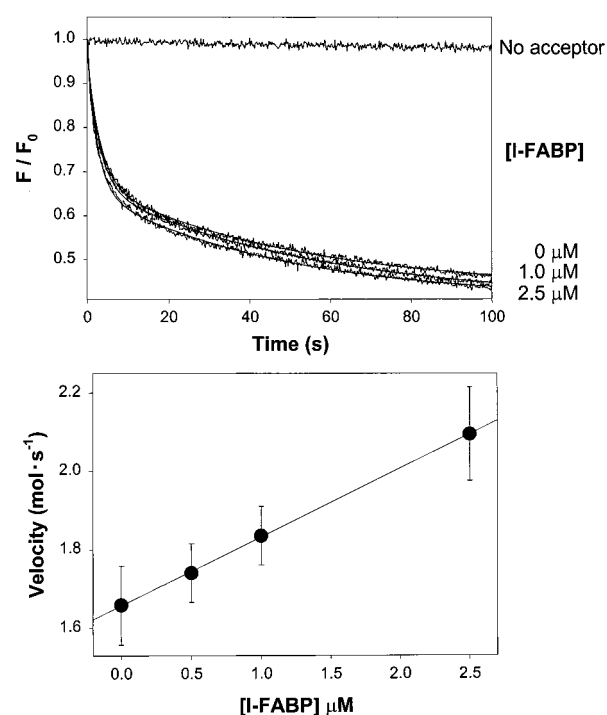 1.0
No acceptor
0.9
0.8
F / F₀
[I-FABP]
0.7
0.6
0.5
0 μM
1.0 μM
2.5 μM
0 20 40 60 80 100
Time (s)
2.2
2.0
Velocity (mol·s⁻¹)
1.8
1.6
0.0 0.5 1.0 1.5 2.0 2.5
[I-FABP] μM